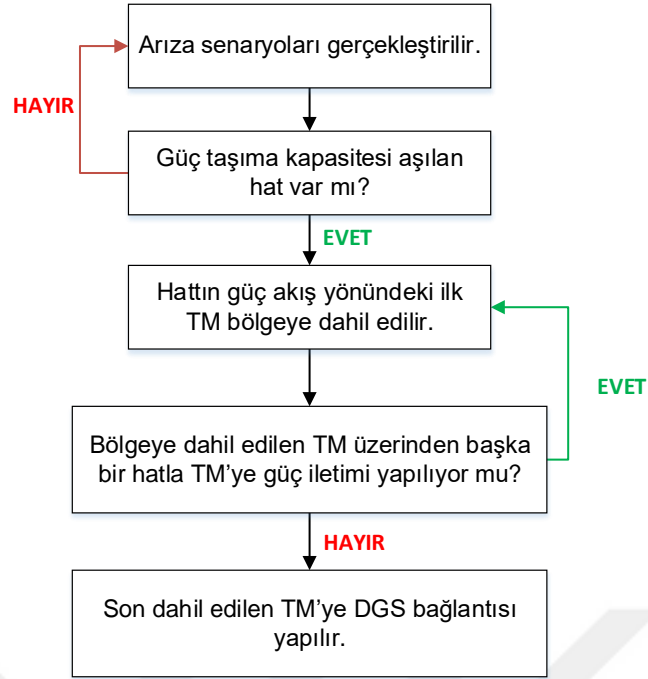 Arıza senaryoları gerçekleştirilir.
HAYIR
Güç taşıma kapasitesi aşılan
hat var mı?
EVET
Hattın güç akış yönündeki ilk
TM bölgeye dahil edilir.
EVET
Bölgeye dahil edilen TM üzerinden başka
bir hatla TM’ye güç iletimi yapılıyor mu?
HAYIR
Son dahil edilen TM’ye DGS bağlantısı
yapılır.